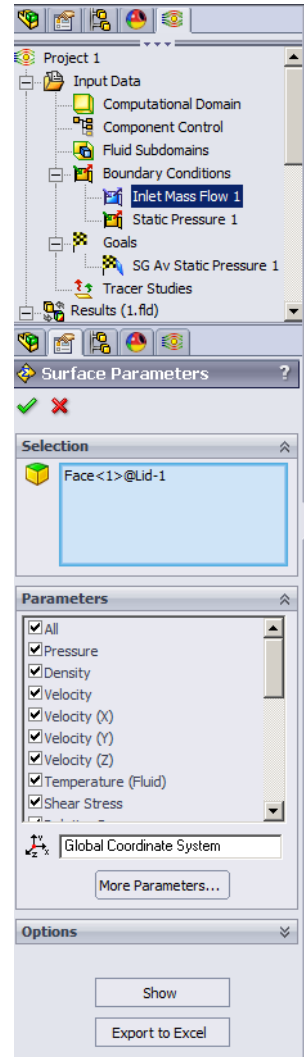 Project 1
Input Data
Computational Domain
Component Control
Fluid Subdomains
Boundary Conditions
Inlet Mass Flow 1
Static Pressure 1
Goals
SG Av Static Pressure 1
Tracer Studies
Results (1.fld)
Surface Parameters ?
Selection
Face<1>@Lid-1
Parameters
All
Pressure
Density
Velocity
Velocity (X)
Velocity (Y)
Velocity (Z)
Temperature (Fluid)
Shear Stress
Global Coordinate System
More Parameters...
Options
Show
Export to Excel